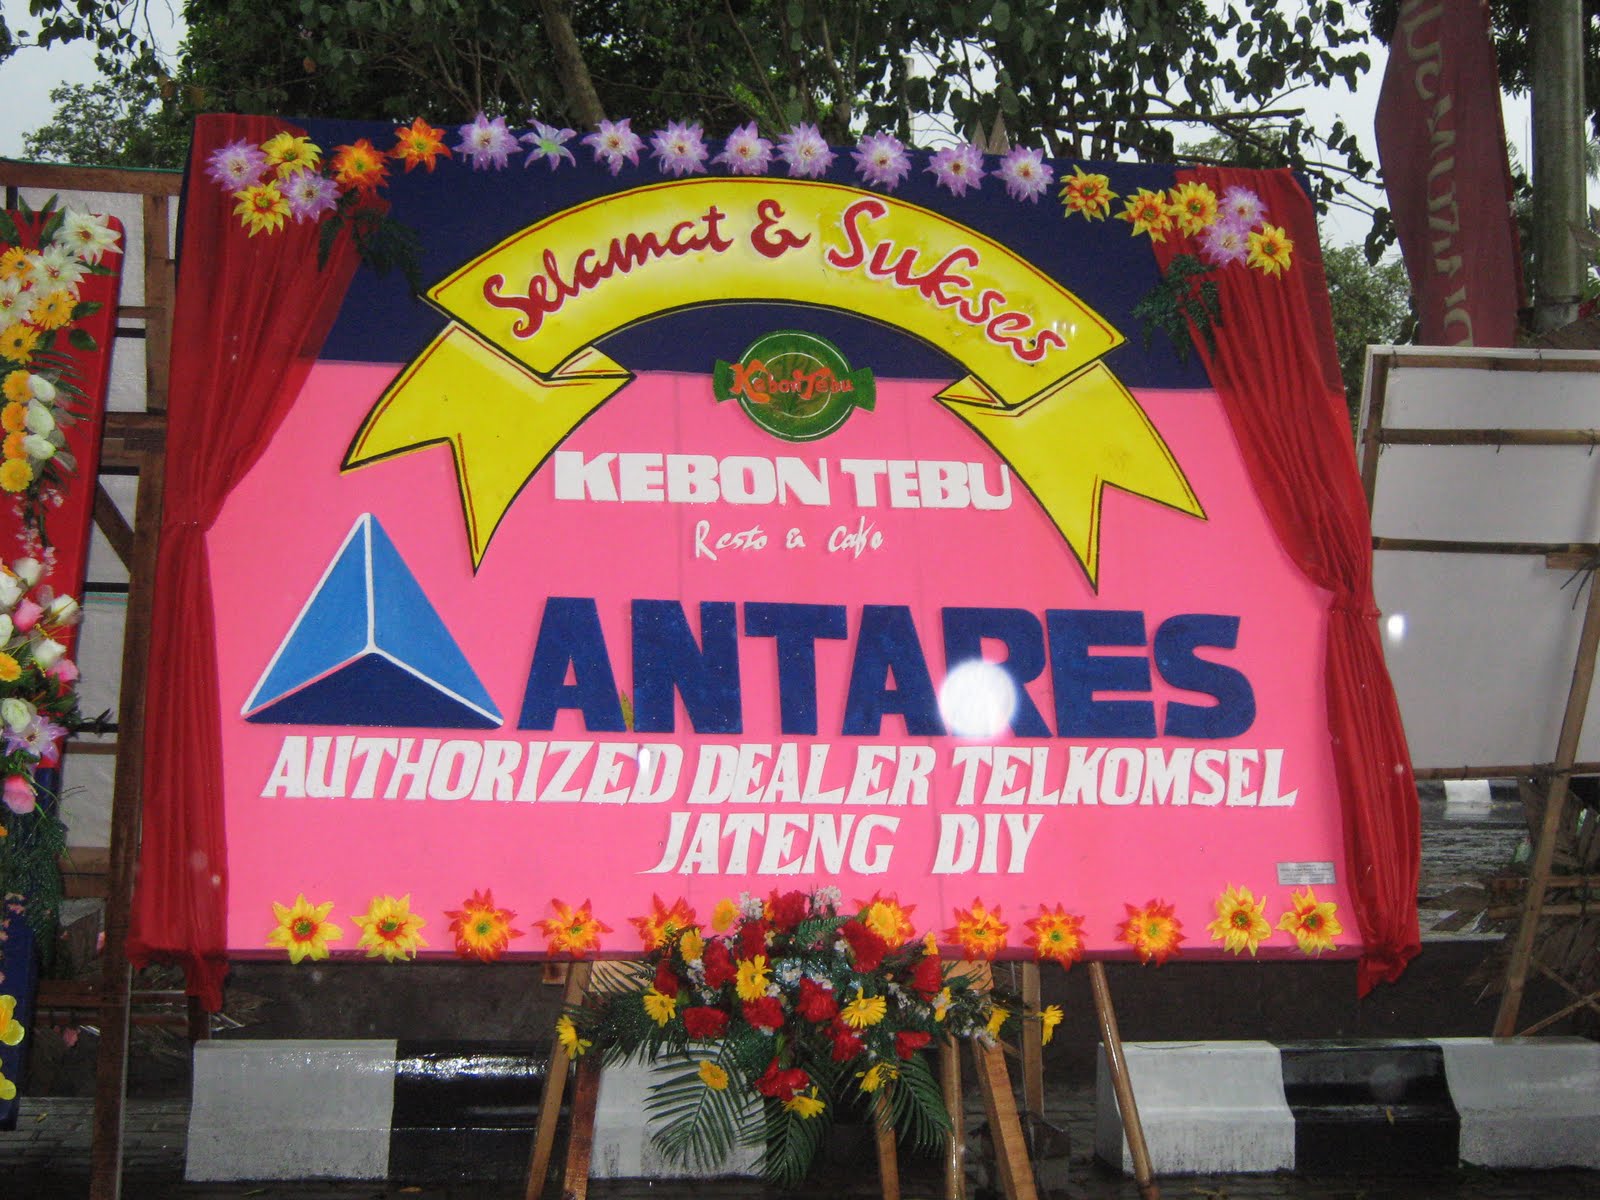 Selamat & Sukses
Kebon Tebu
KEBON TEBU
Resto & Cafe
ANTARES
AUTHORIZED DEALER TELKOMSEL
JATENG DIY